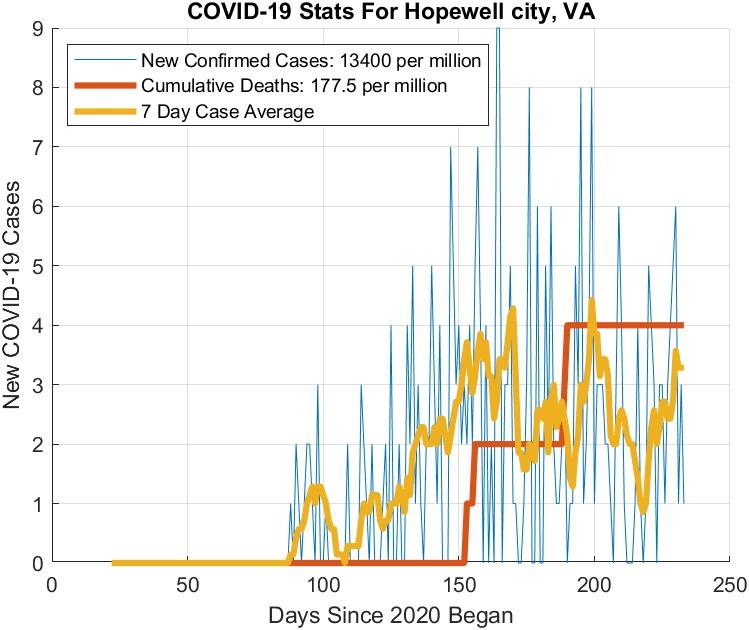 COVID-19 Stats For Hopewell city, VA
New Confirmed Cases: 13400 per million
Cumulative Deaths: 177.5 per million
7 Day Case Average
New COVID-19 Cases
9
8
7
6
5
4
3
2
1
0
0 50 100 150 200 250
Days Since 2020 Began